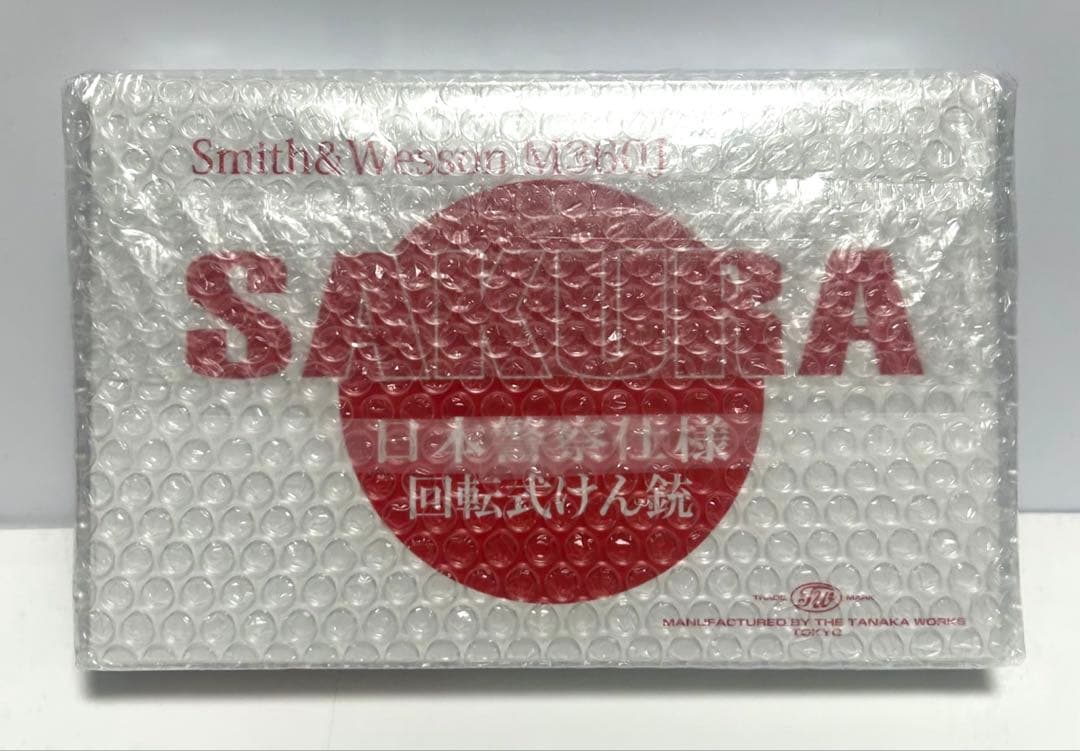 Smith&Wesson M360J
SAKURA
日本警察仕様
回転式けん銃
TRADE TW MARK
MANUFACTURED BY THE TANAKA WORKS
TOKYO